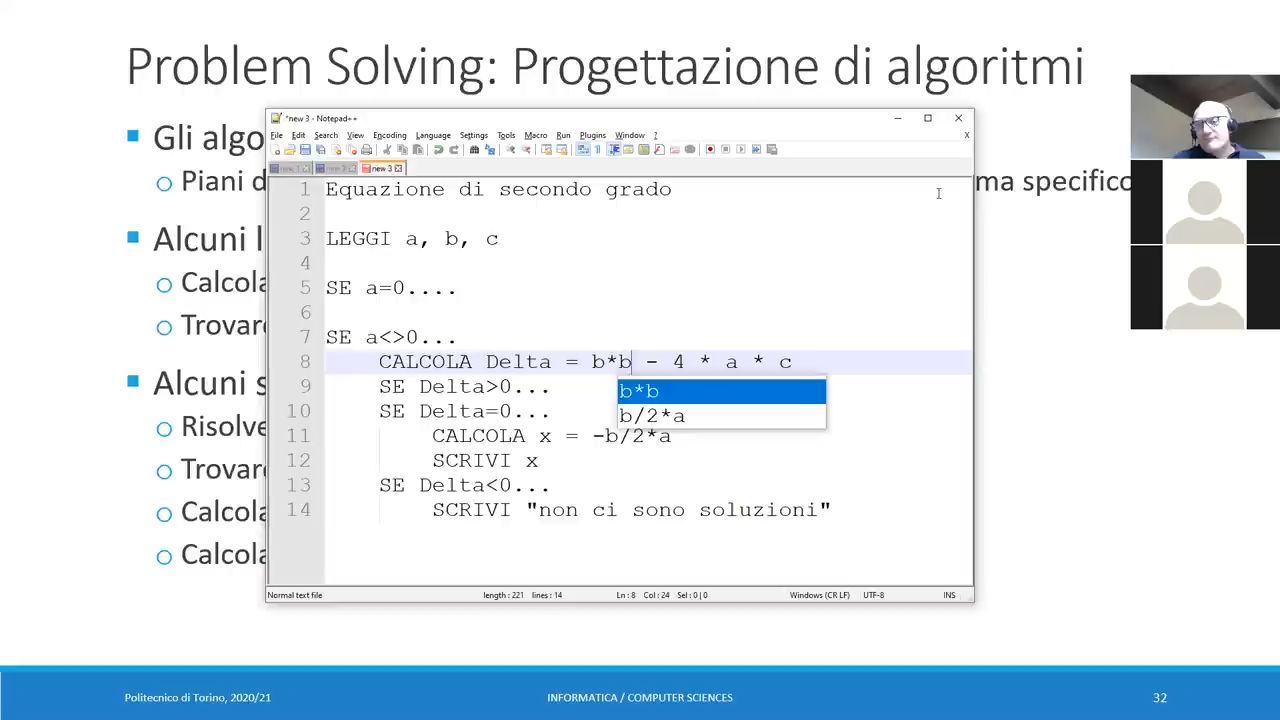 Problem Solving: Progettazione di algoritmi
Gli algo
Piani d
ma specifico
Alcuni l
Calcola
Trovare
Alcuni s
Risolve
Trovare
Calcola
Calcola
*new 3 - Notepad++
File Edit Search View Encoding Language Settings Tools Macro Run Plugins Window ?
X
new 1 new 2 new 3
1 Equazione di secondo grado
2
3 LEGGI a, b, c
4
5 SE a=0....
6
7 SE a<>0...
8 CALCOLA Delta = b*b - 4 * a * c
9 SE Delta>0...
10 SE Delta=0...
11 CALCOLA x = -b/2*a
12 SCRIVI x
13 SE Delta<0...
14 SCRIVI "non ci sono soluzioni"
b*b
b/2*a
Normal text file length : 221 lines : 14 Ln : 8 Col : 24 Sel : 0 | 0 Windows (CR LF) UTF-8 INS
Politecnico di Torino, 2020/21 INFORMATICA / COMPUTER SCIENCES 32